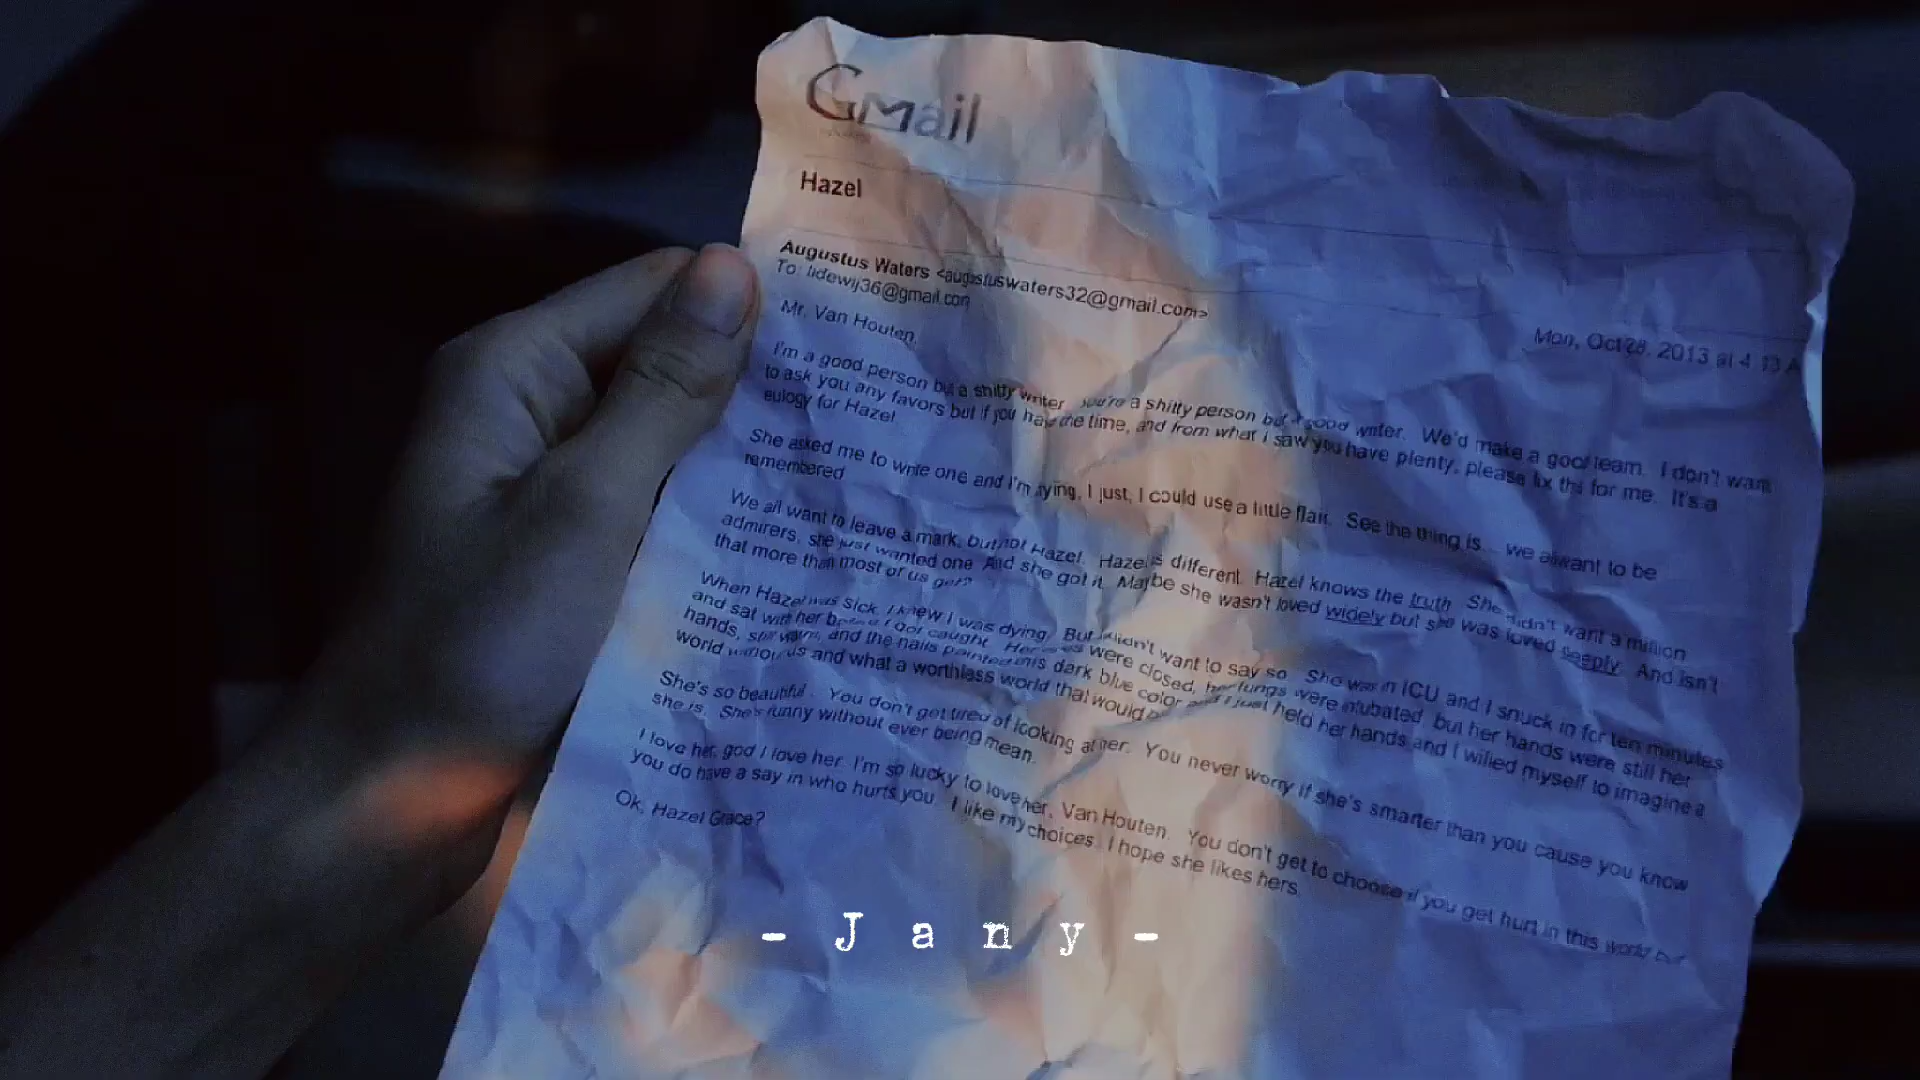 Gmail
Hazel
Augustus Waters <augustuswaters32@gmail.com>
To: lidewij36@gmail.com
Mon, Oct 28, 2013 at 4:13 A
Mr. Van Houten,
I'm a good person but a shitty writer. You're a shitty person but a good writer. We'd make a good team. I don't want
to ask you any favors but if you have the time, and from what I saw you have plenty, please fix this for me. It's a
eulogy for Hazel
She asked me to write one and I'm trying, I just, I could use a little flair. See the thing is... we all want to be
remembered
We all want to leave a mark, but not Hazel. Hazel is different. Hazel knows the truth. She didn't want a million
admirers, she just wanted one. And she got it. Maybe she wasn't loved widely but she was loved deeply. And isn't
that more than most of us get?
When Hazel was sick, I knew I was dying. But I didn't want to say so. She was in ICU and I snuck in for ten minutes
and sat with her before I got caught. Her eyes were closed, her lungs were intubated but her hands were still her
hands, still warm, and the nails painted this dark blue color and I just held her hands and I willed myself to imagine a
world without us and what a worthless world that would be
She's so beautiful. You don't get tired of looking at her. You never worry if she's smarter than you cause you know
she is. She's funny without ever being mean.
I love her, god I love her. I'm so lucky to love her, Van Houten. You don't get to choose if you get hurt in this world but
you do have a say in who hurts you. I like my choices. I hope she likes hers.
Ok, Hazel Grace?
- Jany -